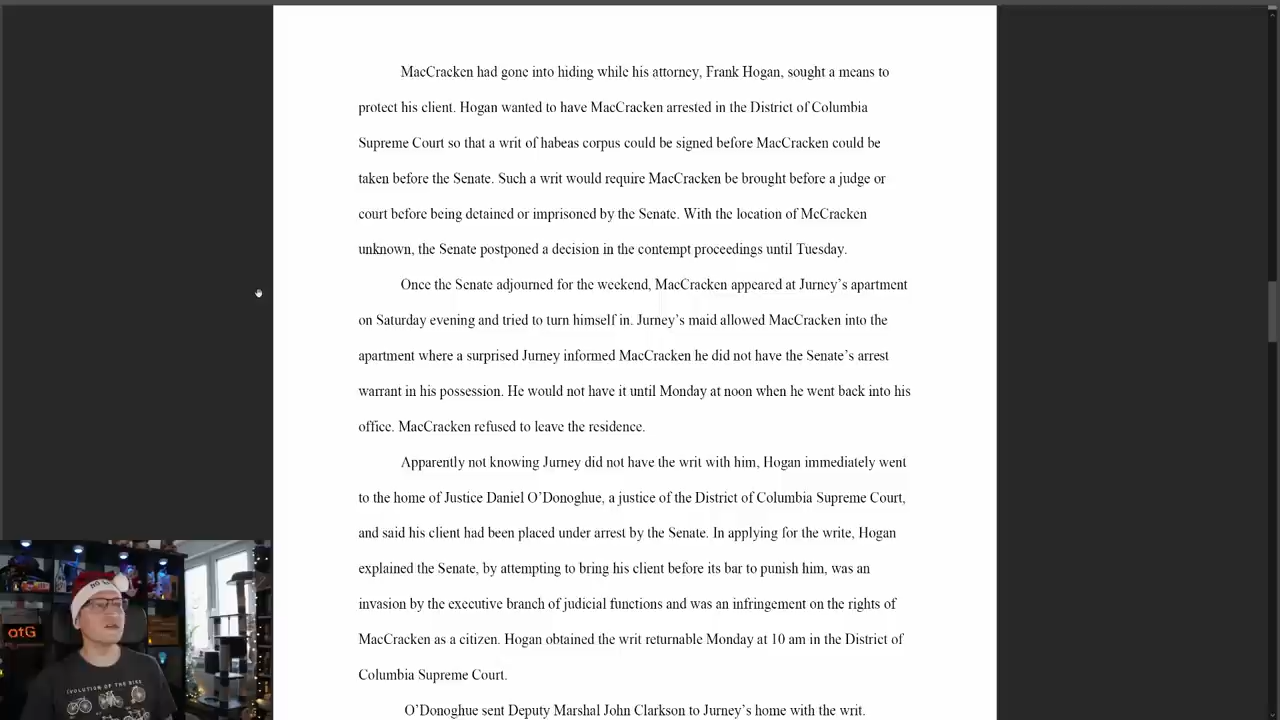 MacCracken had gone into hiding while his attorney, Frank Hogan, sought a means to
protect his client. Hogan wanted to have MacCracken arrested in the District of Columbia
Supreme Court so that a writ of habeas corpus could be signed before MacCracken could be
taken before the Senate. Such a writ would require MacCracken be brought before a judge or
court before being detained or imprisoned by the Senate. With the location of McCracken
unknown, the Senate postponed a decision in the contempt proceedings until Tuesday.
Once the Senate adjourned for the weekend, MacCracken appeared at Jurney’s apartment
on Saturday evening and tried to turn himself in. Jurney’s maid allowed MacCracken into the
apartment where a surprised Jurney informed MacCracken he did not have the Senate’s arrest
warrant in his possession. He would not have it until Monday at noon when he went back into his
office. MacCracken refused to leave the residence.
Apparently not knowing Jurney did not have the writ with him, Hogan immediately went
to the home of Justice Daniel O’Donoghue, a justice of the District of Columbia Supreme Court,
and said his client had been placed under arrest by the Senate. In applying for the write, Hogan
explained the Senate, by attempting to bring his client before its bar to punish him, was an
invasion by the executive branch of judicial functions and was an infringement on the rights of
MacCracken as a citizen. Hogan obtained the writ returnable Monday at 10 am in the District of
Columbia Supreme Court.
O’Donoghue sent Deputy Marshal John Clarkson to Jurney’s home with the writ.
atG
EVOLUTION OF THE BIKE